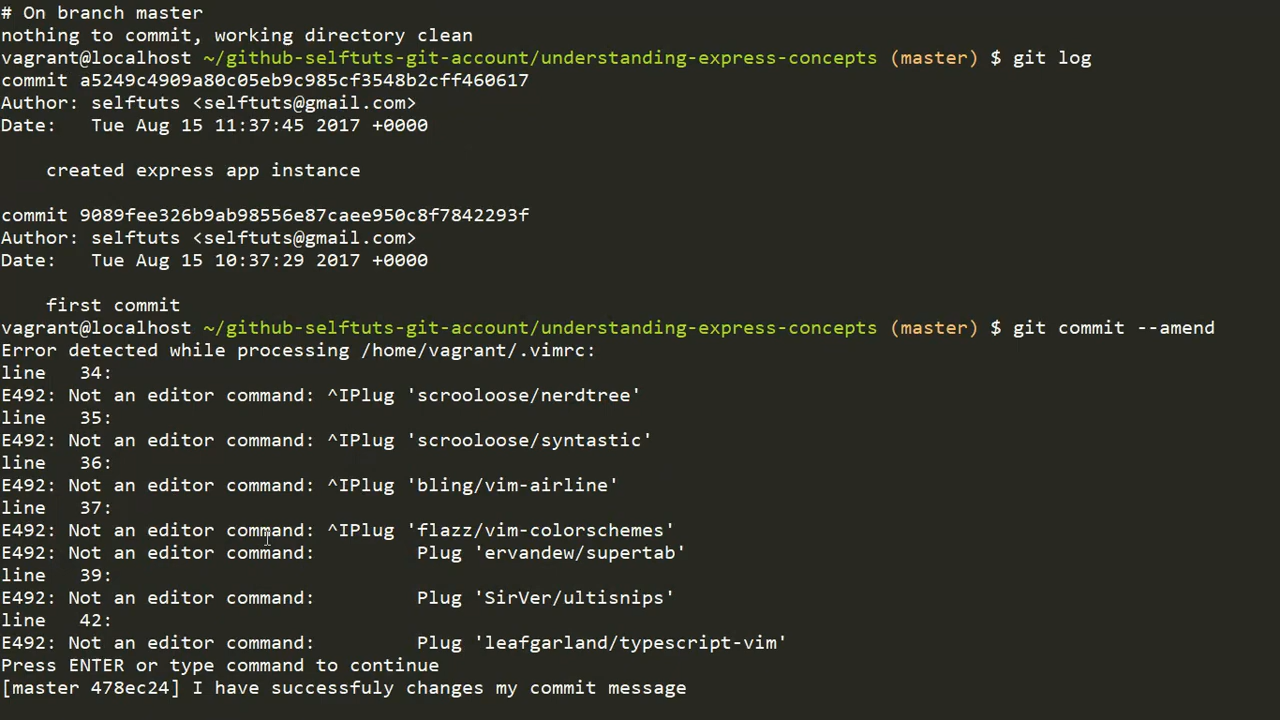 # On branch master
nothing to commit, working directory clean
vagrant@localhost ~/github-selftuts-git-account/understanding-express-concepts (master) $ git log
commit a5249c4909a80c05eb9c985cf3548b2cff460617
Author: selftuts <selftuts@gmail.com>
Date:   Tue Aug 15 11:37:45 2017 +0000
    created express app instance
commit 9089fee326b9ab98556e87caee950c8f7842293f
Author: selftuts <selftuts@gmail.com>
Date:   Tue Aug 15 10:37:29 2017 +0000
    first commit
vagrant@localhost ~/github-selftuts-git-account/understanding-express-concepts (master) $ git commit --amend
Error detected while processing /home/vagrant/.vimrc:
line   34:
E492: Not an editor command: ^IPlug 'scrooloose/nerdtree'
line   35:
E492: Not an editor command: ^IPlug 'scrooloose/syntastic'
line   36:
E492: Not an editor command: ^IPlug 'bling/vim-airline'
line   37:
E492: Not an editor command: ^IPlug 'flazz/vim-colorschemes'
E492: Not an editor command:         Plug 'ervandew/supertab'
line   39:
E492: Not an editor command:         Plug 'SirVer/ultisnips'
line   42:
E492: Not an editor command:         Plug 'leafgarland/typescript-vim'
Press ENTER or type command to continue
[master 478ec24] I have successfuly changes my commit message